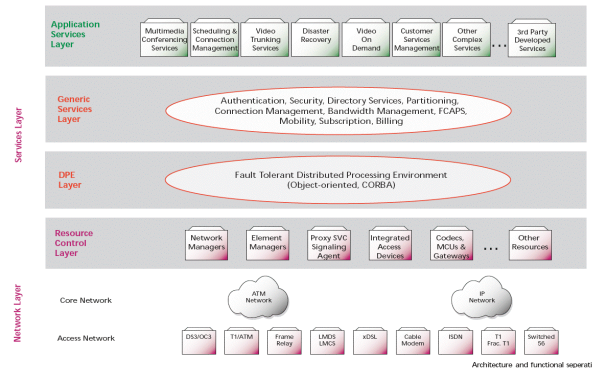 Application
Services
Layer
Multimedia
Conferencing
Services
Scheduling &
Connection
Management
Video
Trunking
Services
Disaster
Recovery
Video
On
Demand
Customer
Services
Management
Other
Complex
Services
...
3rd Party
Developed
Services
Services Layer
Generic
Services
Layer
Authentication, Security, Directory Services, Partitioning,
Connection Management, Bandwidth Management, FCAPS,
Mobility, Subscription, Billing
DPE
Layer
Fault Tolerant Distributed Processing Environment
(Object-oriented, CORBA)
Resource
Control
Layer
Network
Managers
Element
Managers
Proxy SVC
Signaling
Agent
Integrated
Access
Devices
Codecs,
MCUs &
Gateways
...
Other
Resources
Network Layer
Core Network
ATM
Network
IP
Network
Access Network
DS3/OC3
T1/ATM
Frame
Relay
LMDS
LMCS
xDSL
Cable
Modem
ISDN
T1
Frac. T1
Switched
56
Architecture and functional seperati